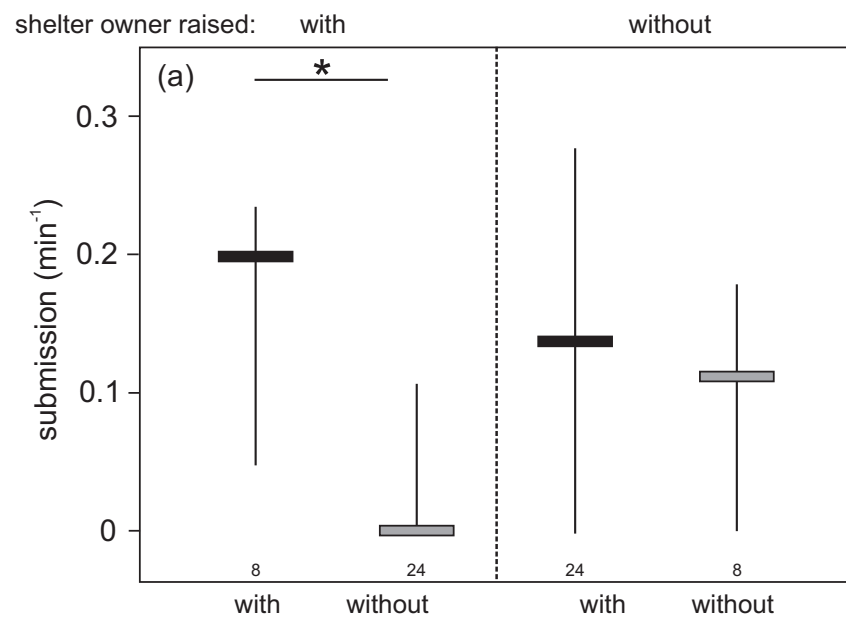 shelter owner raised: with without
(a) *
0.3
0.2
0.1
0
submission (min-1)
8 24 24 8
with without with without